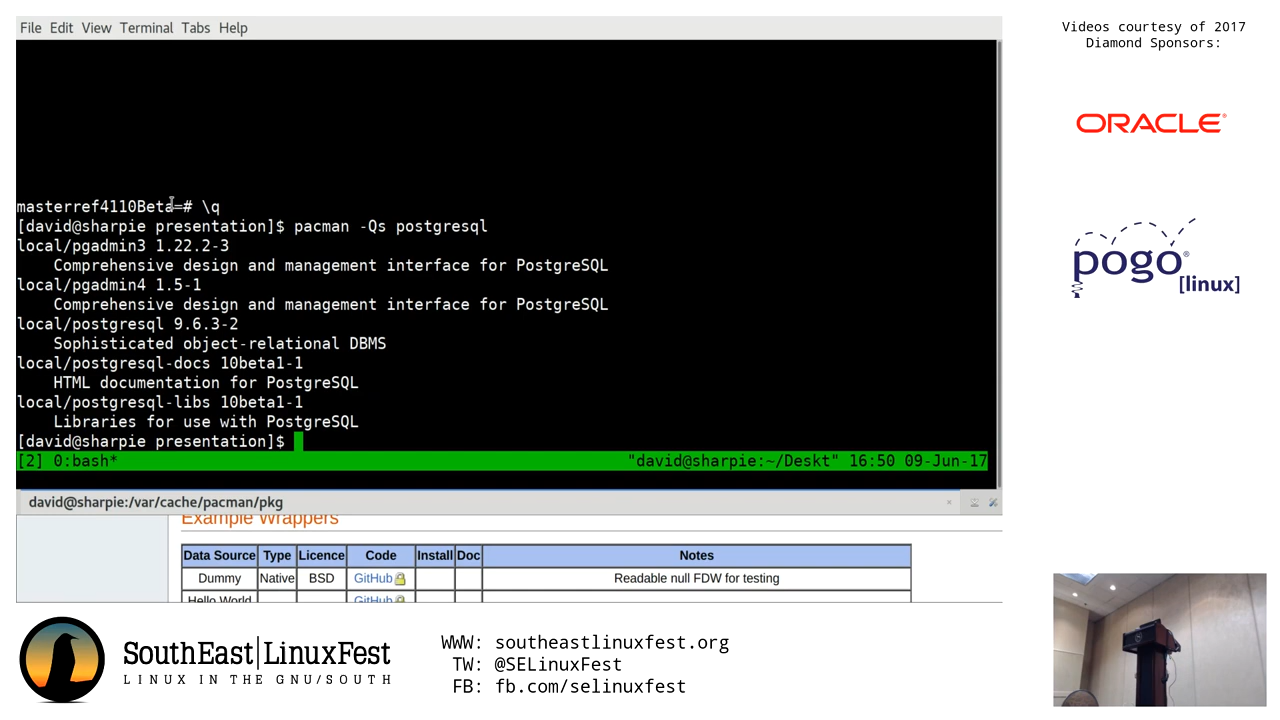 File Edit View Terminal Tabs Help
masterref4110Beta=# \q
[david@sharpie presentation]$ pacman -Qs postgresql
local/pgadmin3 1.22.2-3
Comprehensive design and management interface for PostgreSQL
local/pgadmin4 1.5-1
Comprehensive design and management interface for PostgreSQL
local/postgresql 9.6.3-2
Sophisticated object-relational DBMS
local/postgresql-docs 10beta1-1
HTML documentation for PostgreSQL
local/postgresql-libs 10beta1-1
Libraries for use with PostgreSQL
[david@sharpie presentation]$
[2] 0:bash* "david@sharpie:~/Deskt" 16:50 09-Jun-17
david@sharpie:/var/cache/pacman/pkg
Example Wrappers
Data Source Type Licence Code Install Doc Notes
Dummy Native BSD GitHub Readable null FDW for testing
Hello World GitHub
Videos courtesy of 2017
Diamond Sponsors:
ORACLE®
pogo®
[linux]
SouthEast|LinuxFest
LINUX IN THE GNU/SOUTH
WWW: southeastlinuxfest.org
TW: @SELinuxFest
FB: fb.com/selinuxfest